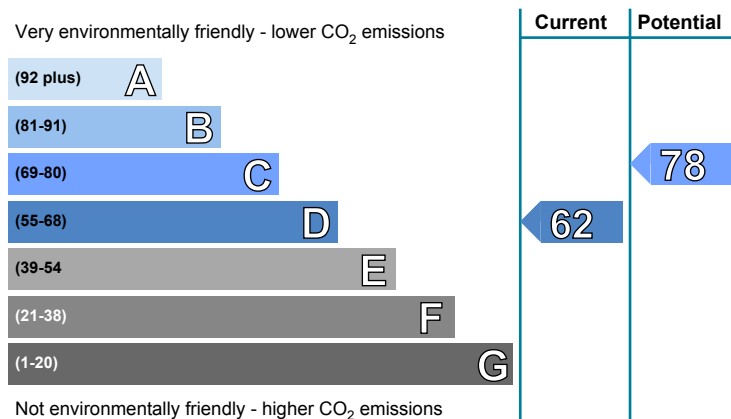 Current Potential
Very environmentally friendly - lower CO2 emissions
(92 plus) A
(81-91) B
(69-80) C
78
(55-68) D
62
(39-54 E
(21-38) F
(1-20) G
Not environmentally friendly - higher CO2 emissions